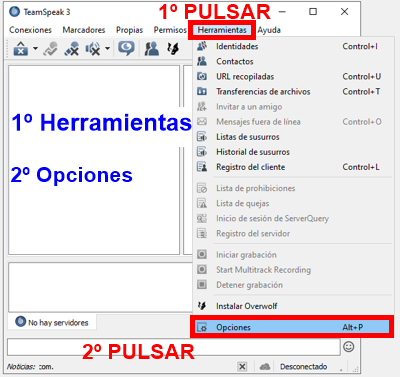 1º PULSAR
TeamSpeak 3
Conexiones Marcadores Propias Permisos Herramientas Ayuda
Identidades Control+I
Contactos
URL recopiladas Control+U
Transferencias de archivos Control+T
Invitar a un amigo
Mensajes fuera de línea Control+O
Listas de susurros
Historial de susurros
Registro del cliente Control+L
Lista de prohibiciones
Lista de quejas
Inicio de sesión de ServerQuery
Registro del servidor
Iniciar grabación
Start Multitrack Recording
Detener grabación
Instalar Overwolf
Opciones Alt+P
1º Herramientas
2º Opciones
No hay servidores
2º PULSAR
Noticias: :om.
Desconectado